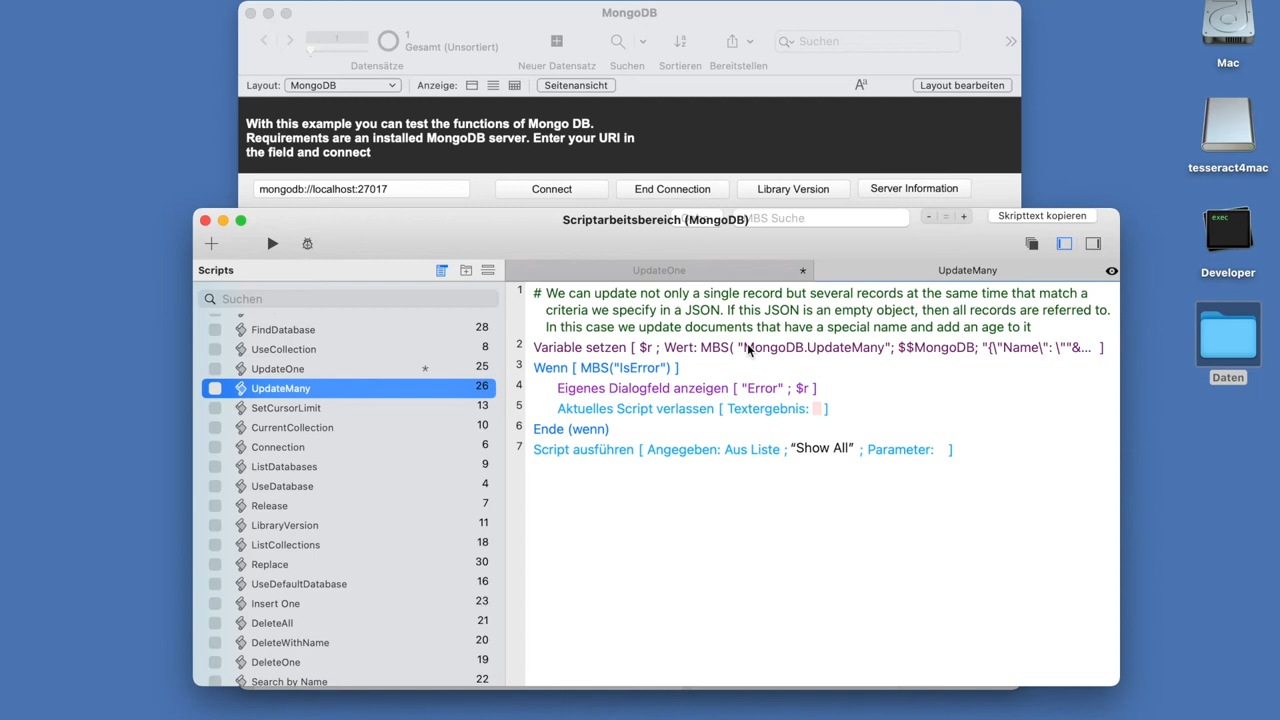 MongoDB
1
Gesamt (Unsortiert)
Suchen
Datensätze
Neuer Datensatz
Suchen
Sortieren
Bereitstellen
Layout: MongoDB
Anzeige:
Seitenansicht
Layout bearbeiten
With this example you can test the functions of Mongo DB.
Requirements are an installed MongoDB server. Enter your URI in
the field and connect
mongodb://localhost:27017
Connect
End Connection
Library Version
Server Information
Scriptarbeitsbereich (MongoDB)
MBS Suche
- = +
Skripttext kopieren
Scripts
UpdateOne *
UpdateMany
Suchen
FindDatabase 28
UseCollection 8
UpdateOne * 25
UpdateMany 26
SetCursorLimit 13
CurrentCollection 10
Connection 6
ListDatabases 9
UseDatabase 4
Release 7
LibraryVersion 11
ListCollections 18
Replace 30
UseDefaultDatabase 16
Insert One 23
DeleteAll 21
DeleteWithName 20
DeleteOne 19
Search by Name 22
1 # We can update not only a single record but several records at the same time that match a
criteria we specify in a JSON. If this JSON is an empty object, then all records are referred to.
In this case we update documents that have a special name and add an age to it
2 Variable setzen [ $r ; Wert: MBS( "MongoDB.UpdateMany"; $$MongoDB; "{\"Name\": \""&... ]
3 Wenn [ MBS("IsError") ]
4 Eigenes Dialogfeld anzeigen [ "Error" ; $r ]
5 Aktuelles Script verlassen [ Textergebnis: ]
6 Ende (wenn)
7 Script ausführen [ Angegeben: Aus Liste ; “Show All” ; Parameter: ]
Mac
tesseract4mac
exec
Developer
Daten